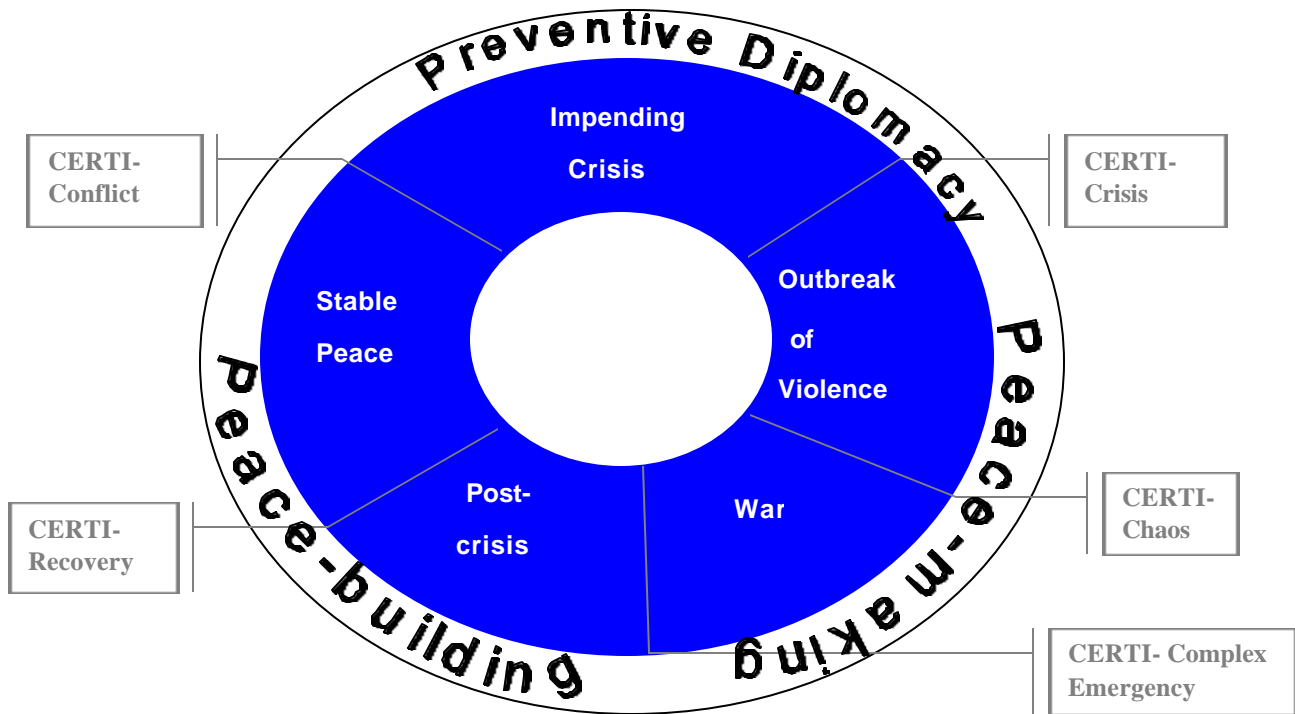 Preventive Diplomacy
Impending
Crisis
CERTI-
Conflict
CERTI-
Crisis
Outbreak
of
Violence
Stable
Peace
Peace-making
Peace-building
Post-
crisis
War
CERTI-
Chaos
CERTI-
Recovery
CERTI- Complex
Emergency